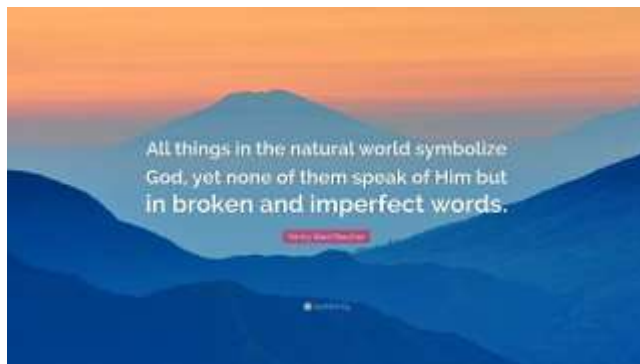 All things in the natural world symbolize
God, yet none of them speak of Him but
in broken and imperfect words.
Henry Ward Beecher